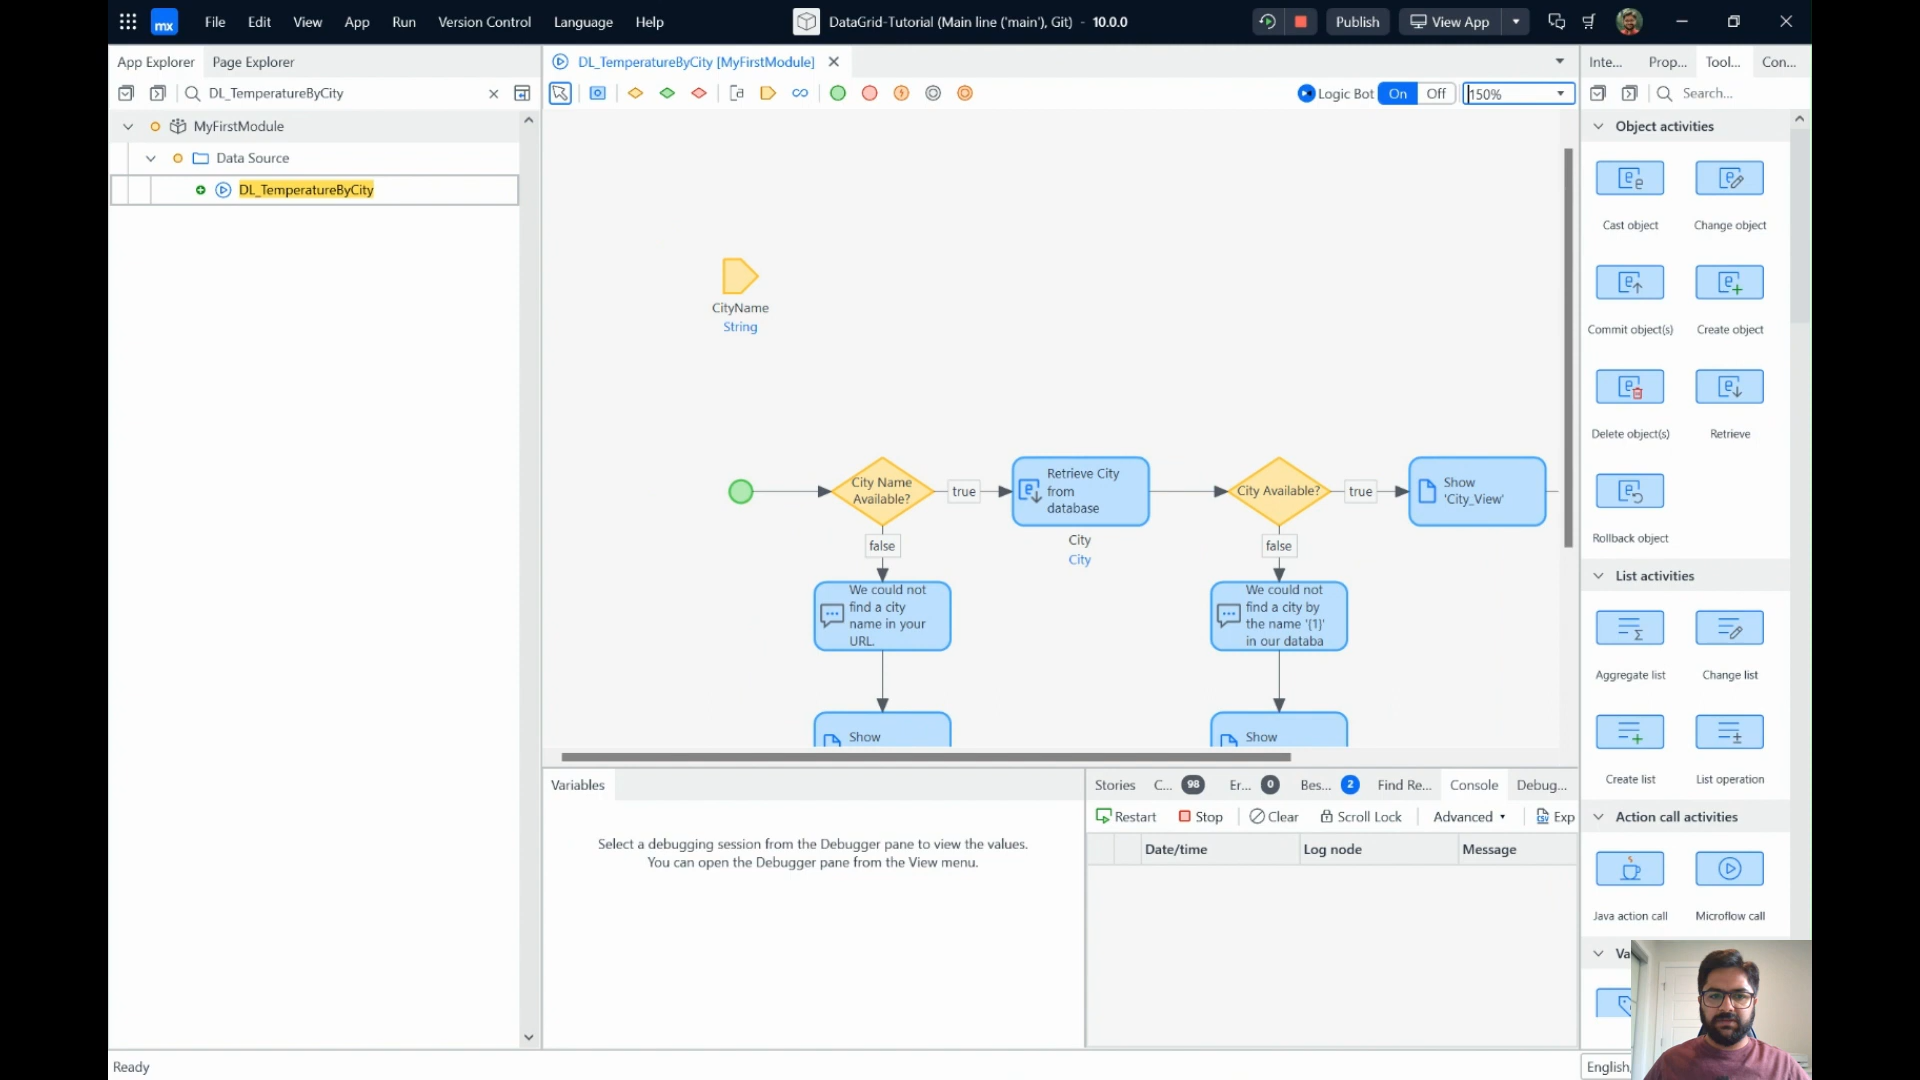 mx File Edit View App Run Version Control Language Help DataGrid-Tutorial (Main line ('main'), Git) - 10.0.0 Publish View App
App Explorer Page Explorer
DL_TemperatureByCity [MyFirstModule]
Inte... Prop... Tool... Con...
DL_TemperatureByCity
Logic Bot On Off 150%
Search...
MyFirstModule
Data Source
DL_TemperatureByCity
CityName
String
City Name
Available?
true
false
Retrieve City
from
database
City
City
City Available?
true
false
Show
'City_View'
We could not
find a city
name in your
URL.
We could not
find a city by
the name '{1}'
in our databa
Show
Show
Object activities
Cast object Change object
Commit object(s) Create object
Delete object(s) Retrieve
Rollback object
List activities
Aggregate list Change list
Create list List operation
Action call activities
Java action call Microflow call
Va
Variables
Select a debugging session from the Debugger pane to view the values.
You can open the Debugger pane from the View menu.
Stories C... 98 Er... 0 Bes... 2 Find Re... Console Debug...
Restart Stop Clear Scroll Lock Advanced Exp
Date/time Log node Message
Ready
English,